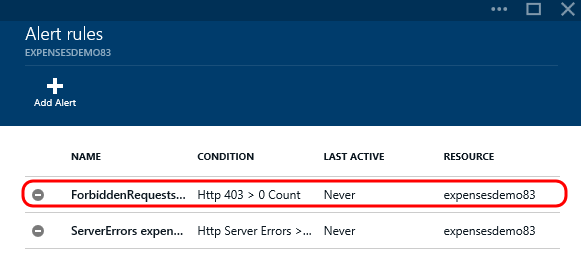 Alert rules
EXPENSESDEMO83
Add Alert
NAME CONDITION LAST ACTIVE RESOURCE
ForbiddenRequests... Http 403 > 0 Count Never expensesdemo83
ServerErrors expen... Http Server Errors >... Never expensesdemo83